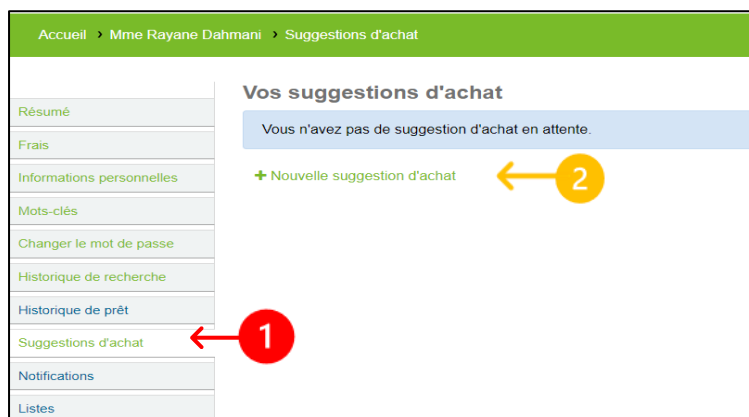 Accueil › Mme Rayane Dahmani › Suggestions d'achat
Vos suggestions d'achat
Vous n'avez pas de suggestion d'achat en attente.
+ Nouvelle suggestion d'achat
2
Résumé
Frais
Informations personnelles
Mots-clés
Changer le mot de passe
Historique de recherche
Historique de prêt
Suggestions d'achat
1
Notifications
Listes